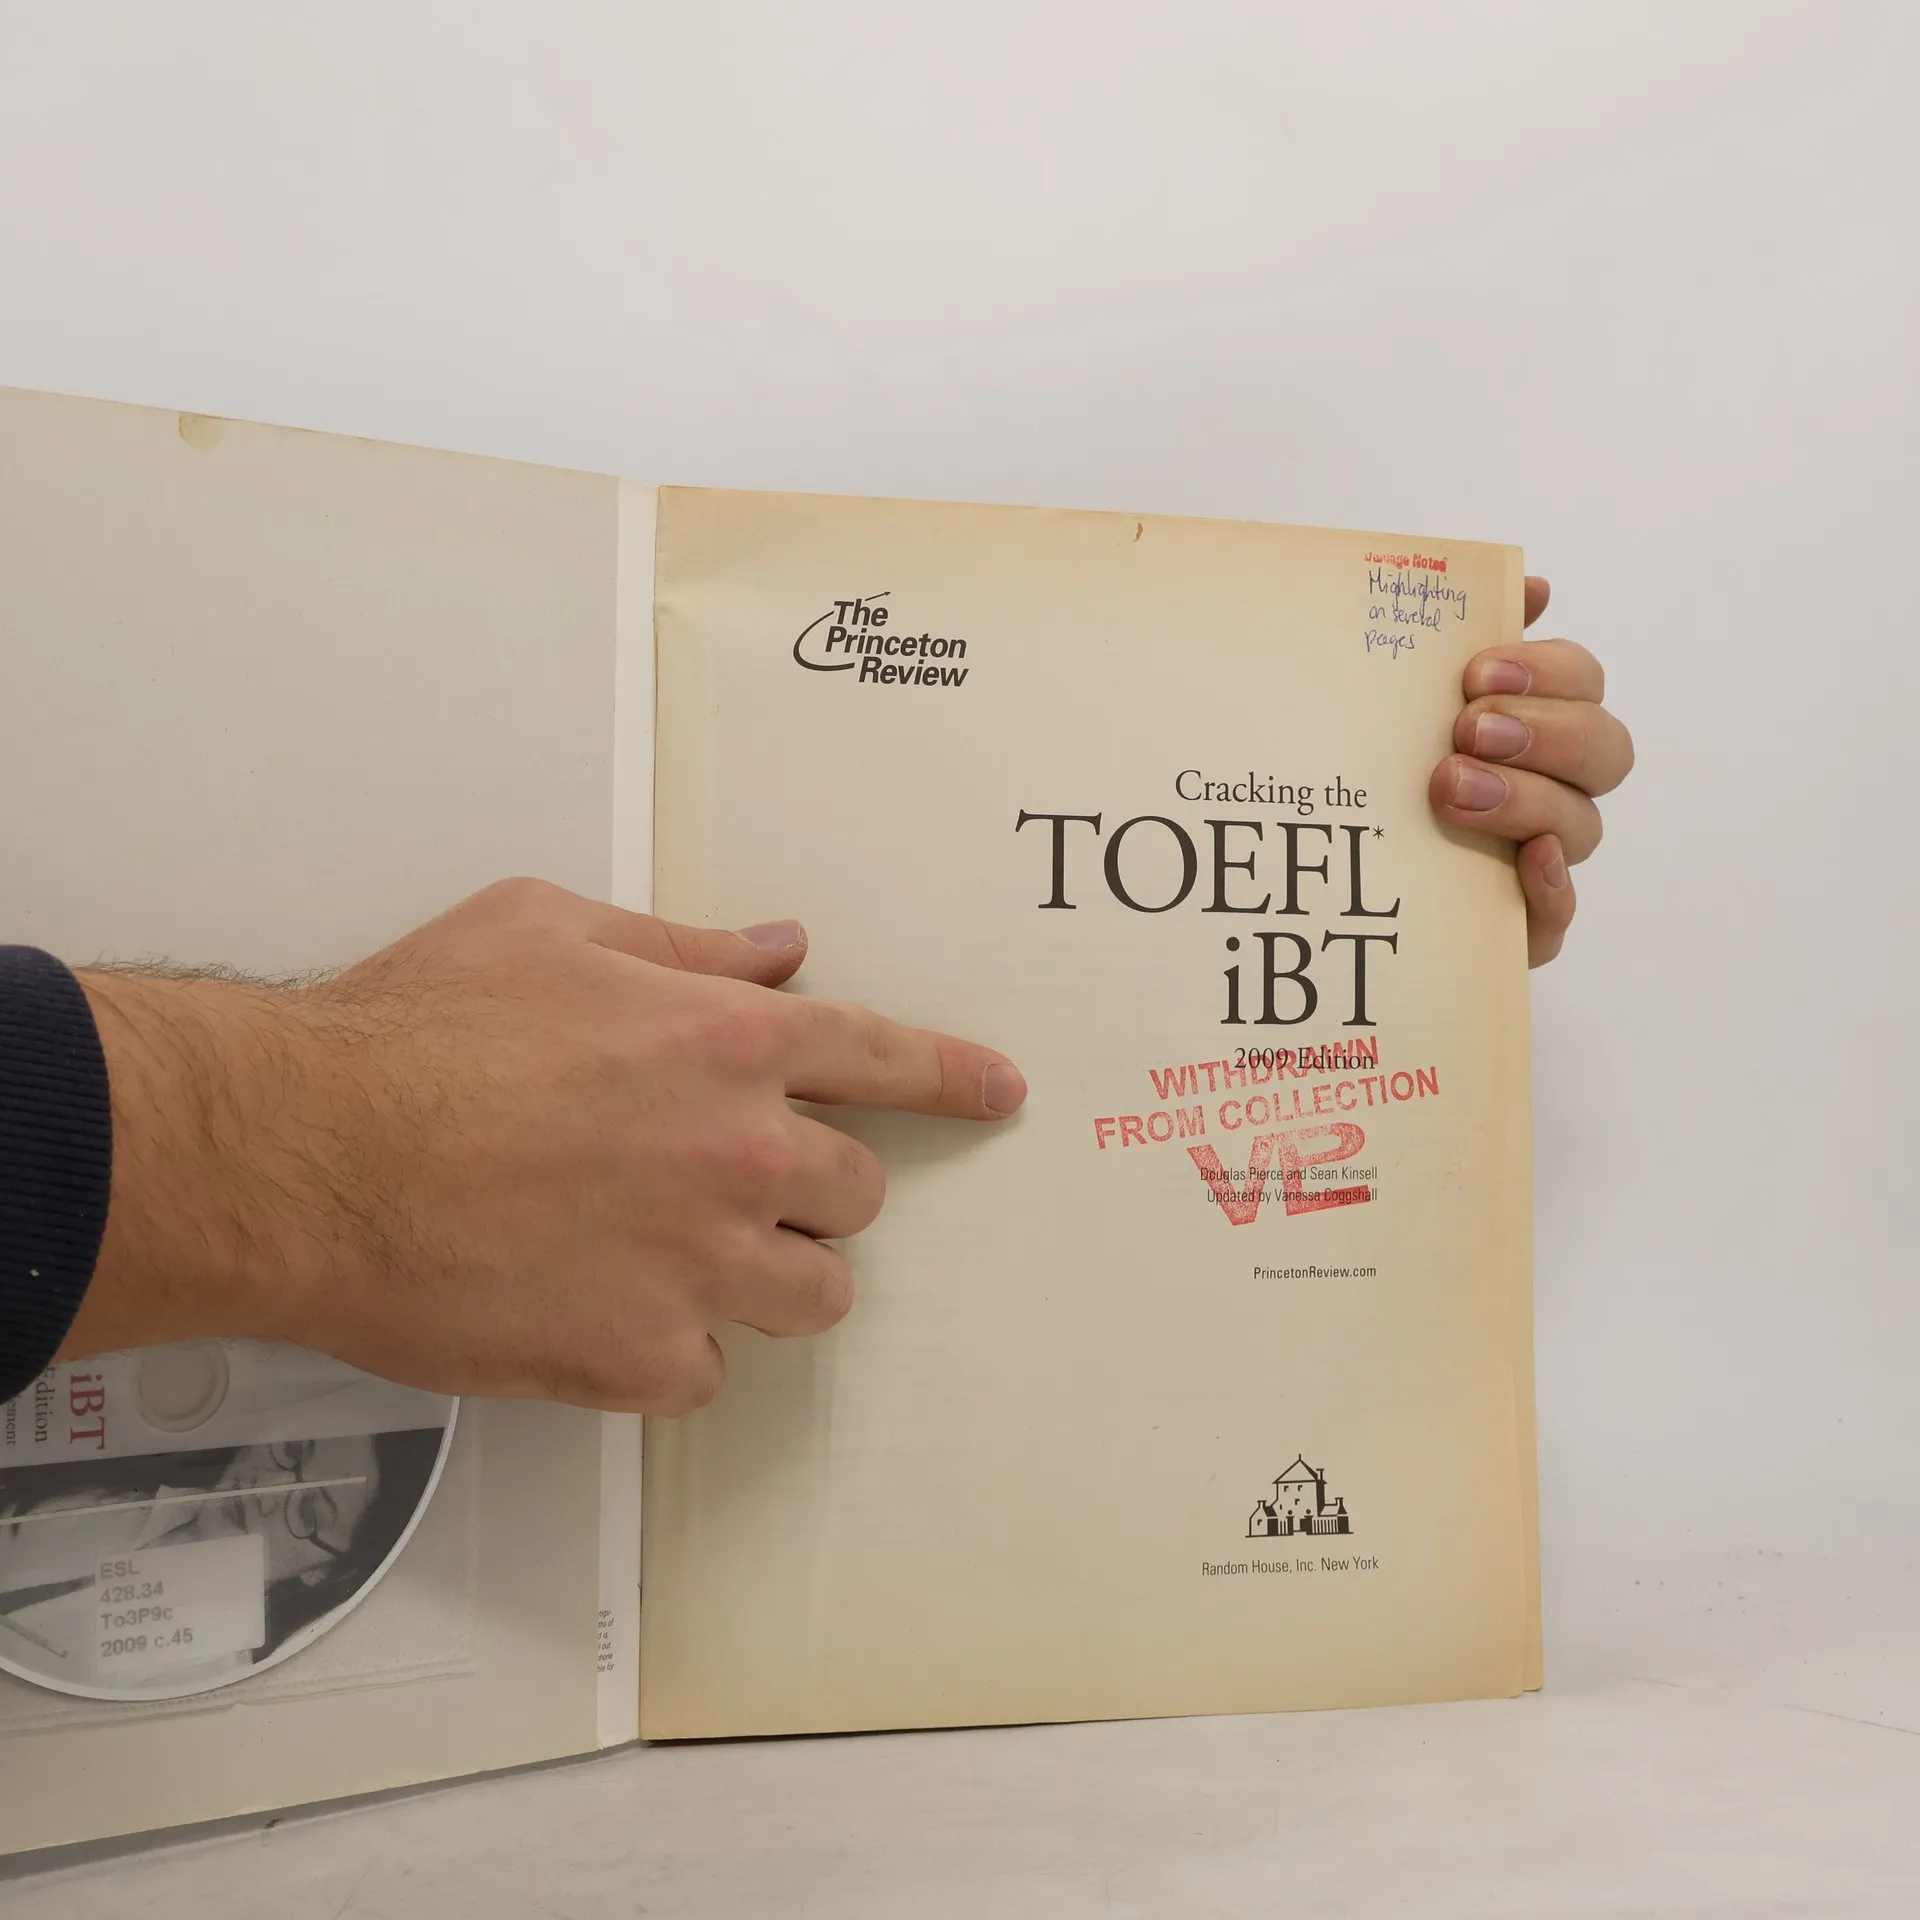 The
Princeton
Review
Damage Noted
Highlighting
on several
pages
Cracking the
TOEFL*
iBT
2009 Edition
WITHDRAWN
FROM COLLECTION
VP
Douglas Pierce and Sean Kinsell
Updated by Vanessa Coggshall
PrincetonReview.com
Random House, Inc. New York
iBT
Edition
ESL
428.34
To3P9c
2009 c.45